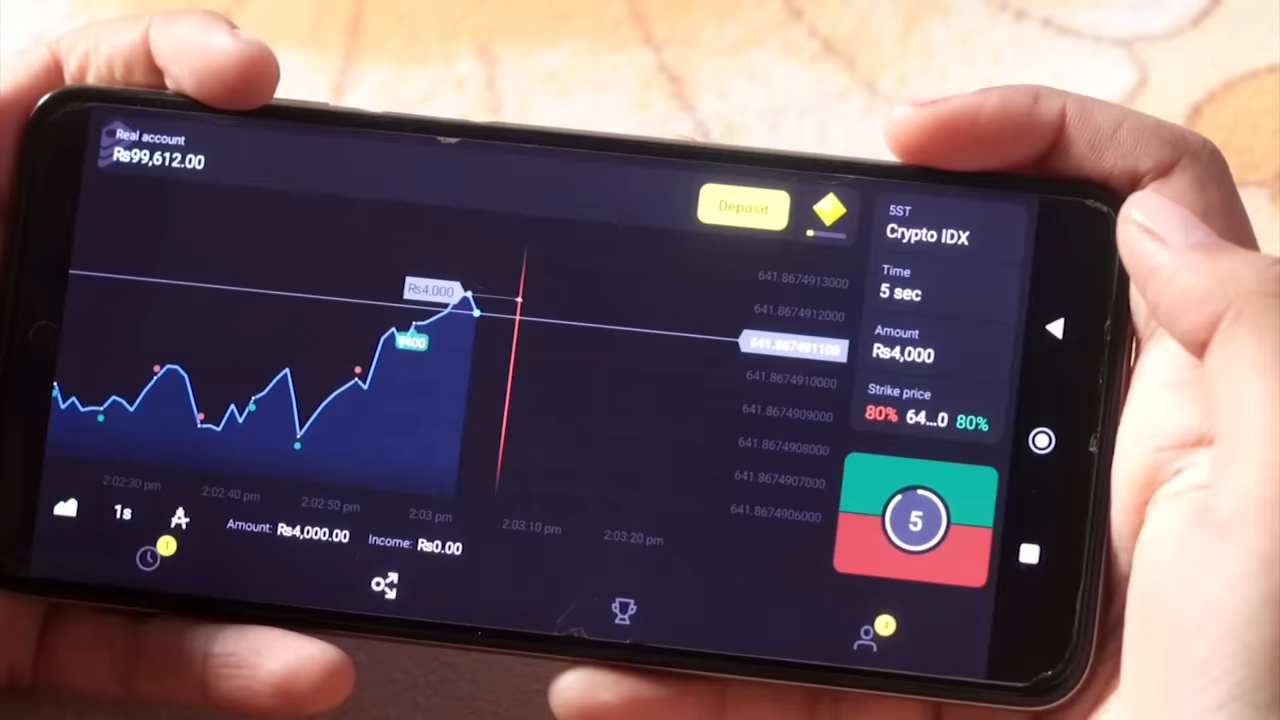 Real account
₨99,612.00
Deposit
5ST
Crypto IDX
Time
5 sec
Amount
₨4,000
Strike price
80% 64...0 80%
5
641.8674913000
641.8674912000
641.867491100
641.8674910000
641.8674909000
641.8674908000
641.8674907000
641.8674906000
₨4.000
2:02:30 pm
2:02:40 pm
2:02:50 pm
2:03 pm
2:03:10 pm
2:03:20 pm
1s
Amount: ₨4,000.00
Income: ₨0.00